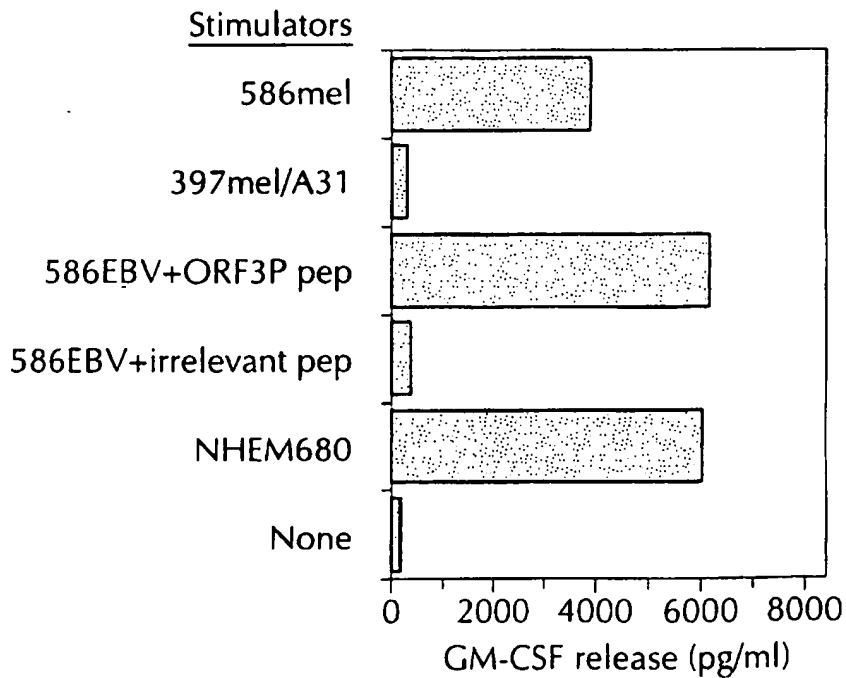 Stimulators
586mel
397mel/A31
586EBV+ORF3P pep
586EBV+irrelevant pep
NHEM680
None
0 2000 4000 6000 8000
GM-CSF release (pg/ml)